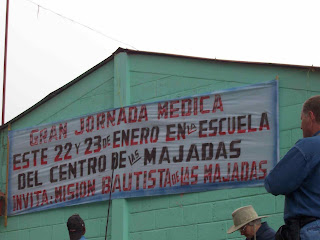 GRAN JORNADA MEDICA
ESTE 22 Y 23 DE ENERO EN LA ESCUELA
DEL CENTRO DE LAS MAJADAS
INVITA: MISION BAUTISTA DE LAS MAJADAS